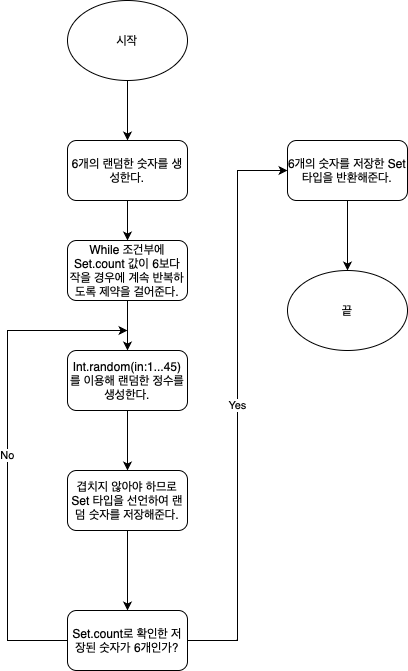 시작
6개의 랜덤한 숫자를 생
성한다.
While 조건부에
Set.count 값이 6보다
작을 경우에 계속 반복하
도록 제약을 걸어준다.
Int.random(in:1...45)
를 이용해 랜덤한 정수를
생성한다.
겹치지 않아야 하므로
Set 타입을 선언하여 랜
덤 숫자를 저장해준다.
Set.count로 확인한 저
장된 숫자가 6개인가?
No
Yes
6개의 숫자를 저장한 Set
타입을 반환해준다.
끝